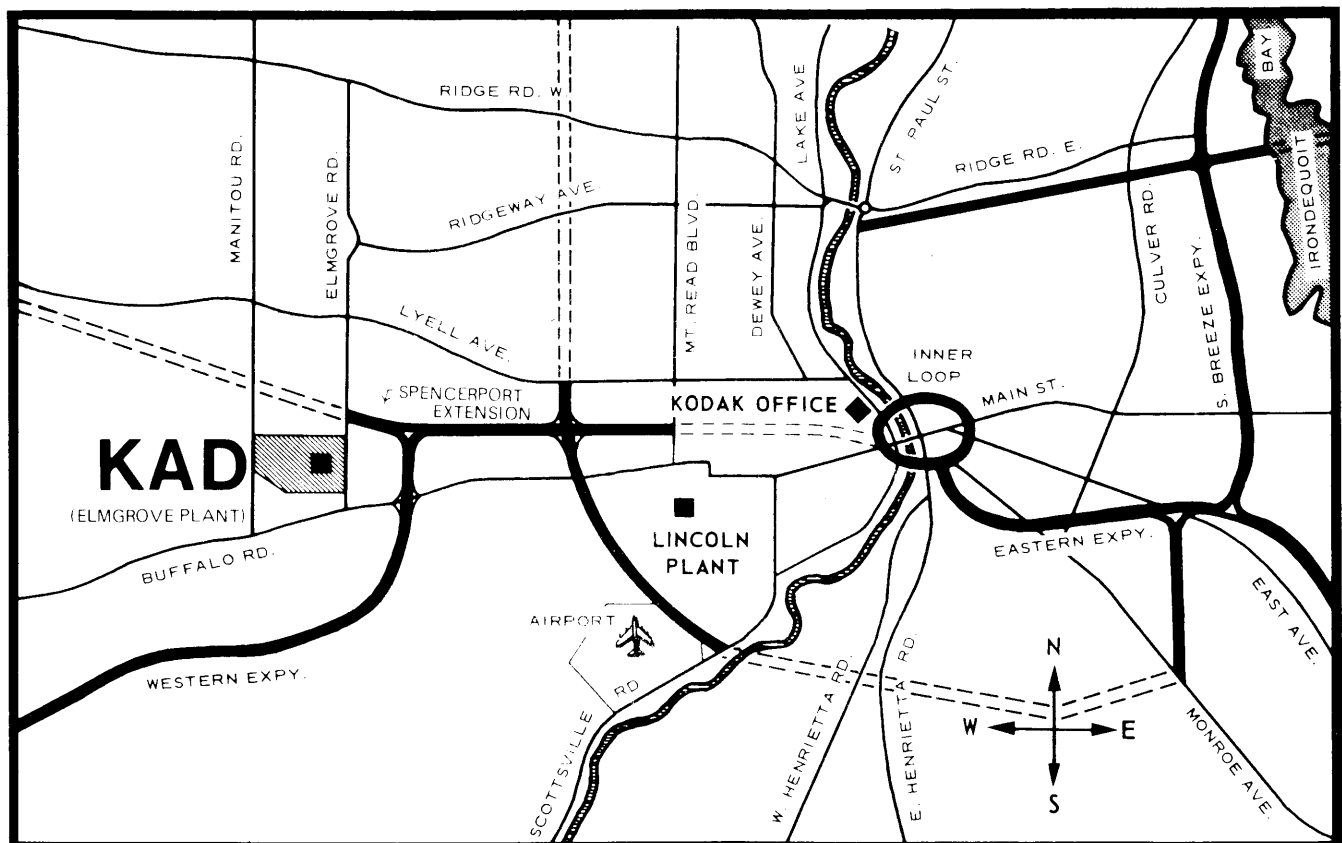 RIDGE RD. W.
MANITOU RD.
ELMGROVE RD.
RIDGEWAY AVE.
LYELL AVE.
MT. READ BLVD.
DEWEY AVE.
LAKE AVE
ST. PAUL ST.
RIDGE RD. E.
CULVER RD.
S. BREEZE EXPY.
BAY
IRONDEQUOIT
SPENCERPORT
EXTENSION
KODAK OFFICE
INNER
LOOP
MAIN ST.
KAD
(ELMGROVE PLANT)
BUFFALO RD.
LINCOLN
PLANT
EASTERN EXPY.
EAST AVE.
AIRPORT
WESTERN EXPY.
SCOTTSVILLE RD
W. HENRIETTA RD.
E. HENRIETTA RD.
MONROE AVE.
N
W
E
S